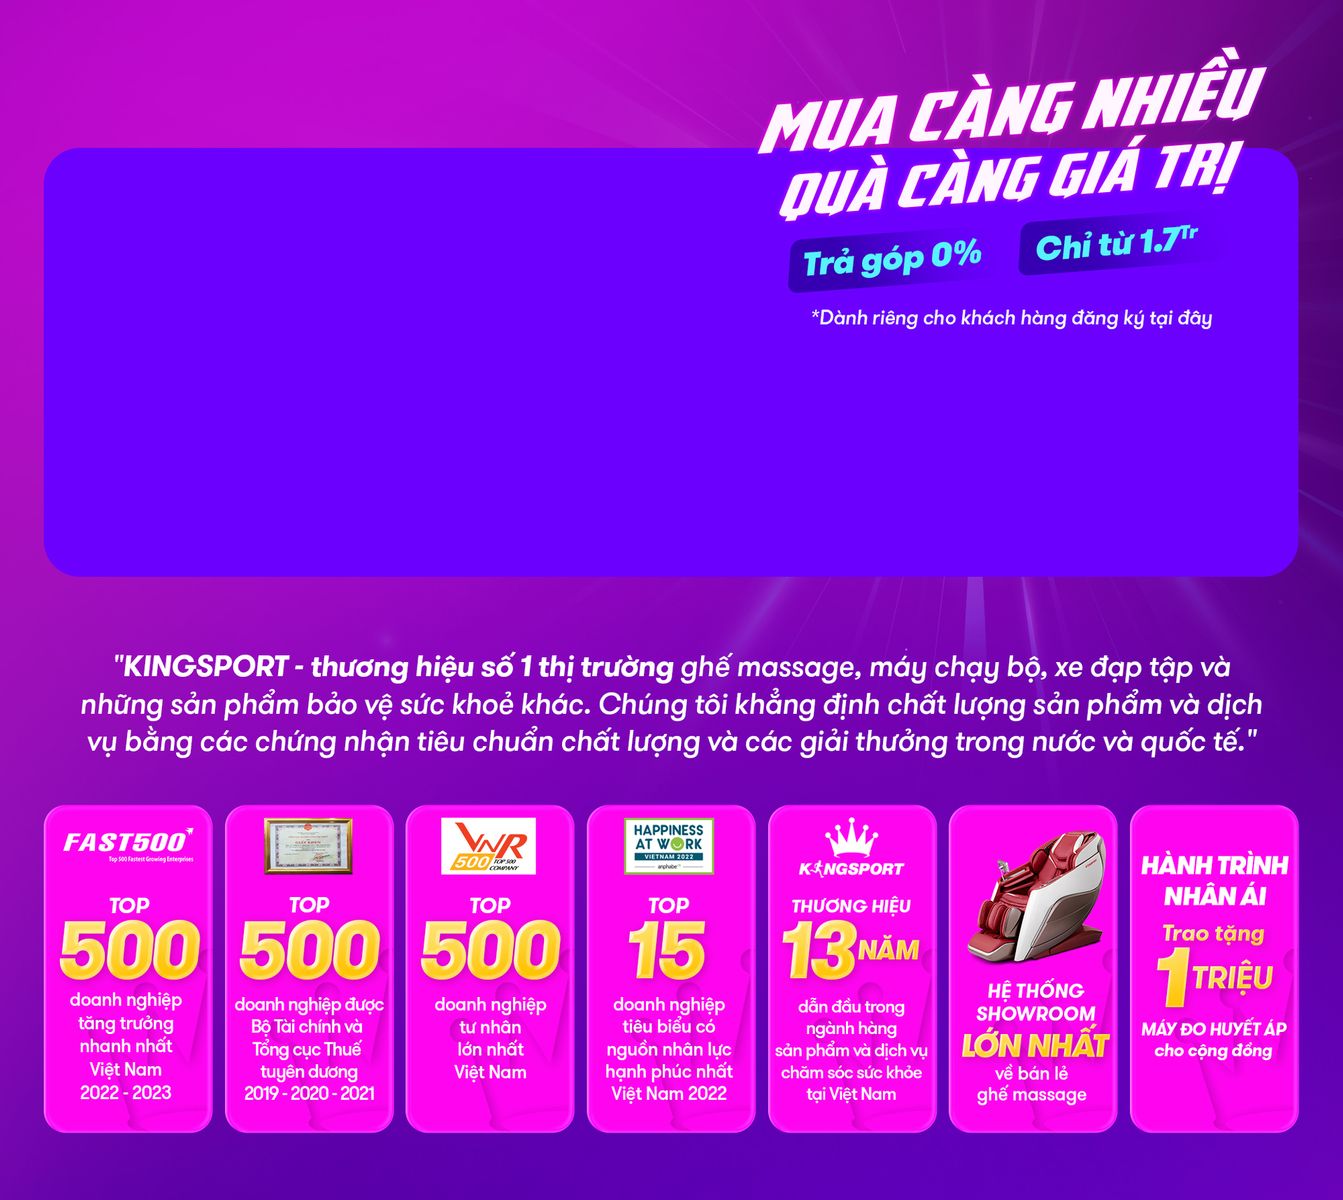 MUA CÀNG NHIỀU
QUÀ CÀNG GIÁ TRỊ
Trả góp 0%
Chỉ từ 1.7Tr
*Dành riêng cho khách hàng đăng ký tại đây
"KINGSPORT - thương hiệu số 1 thị trường ghế massage, máy chạy bộ, xe đạp tập và
những sản phẩm bảo vệ sức khoẻ khác. Chúng tôi khẳng định chất lượng sản phẩm và dịch
vụ bằng các chứng nhận tiêu chuẩn chất lượng và các giải thưởng trong nước và quốc tế."
FAST500
Top 500 Fastest Growing Enterprises
TOP
500
doanh nghiệp
tăng trưởng
nhanh nhất
Việt Nam
2022 - 2023
TOP
500
doanh nghiệp được
Bộ Tài chính và
Tổng cục Thuế
tuyên dương
2019 - 2020 - 2021
VNR
500 TOP 500
COMPANY
TOP
500
doanh nghiệp
tư nhân
lớn nhất
Việt Nam
HAPPINESS
AT WORK
VIETNAM 2022
anphabe
TOP
15
doanh nghiệp
tiêu biểu có
nguồn nhân lực
hạnh phúc nhất
Việt Nam 2022
KINGSPORT
THƯƠNG HIỆU
13 NĂM
dẫn đầu trong
ngành hàng
sản phẩm và dịch vụ
chăm sóc sức khỏe
tại Việt Nam
HỆ THỐNG
SHOWROOM
LỚN NHẤT
về bán lẻ
ghế massage
HÀNH TRÌNH
NHÂN ÁI
Trao tặng
1 TRIỆU
MÁY ĐO HUYẾT ÁP
cho cộng đồng